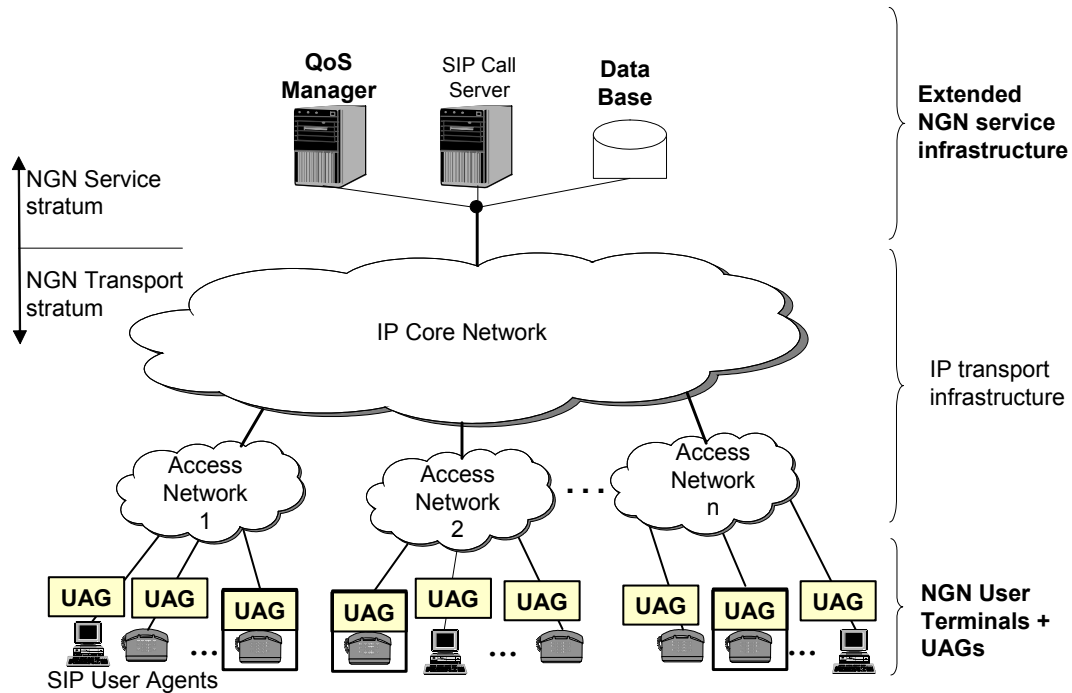 QoS
Manager
SIP Call
Server
Data
Base
Extended
NGN service
infrastructure
NGN Service
stratum
NGN Transport
stratum
IP Core Network
IP transport
infrastructure
Access
Network
1
Access
Network
2
...
Access
Network
n
UAG
UAG
UAG
UAG
UAG
UAG
UAG
UAG
UAG
...
...
...
NGN User
Terminals +
UAGs
SIP User Agents